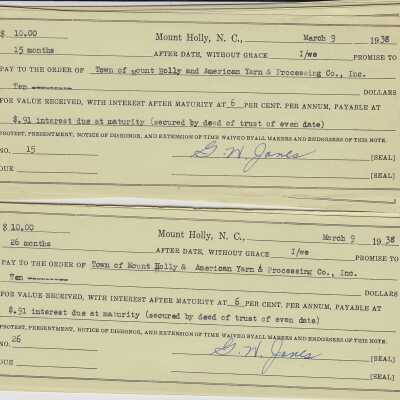 $ 10.00 Mount Holly, N. C., March 9 1938
15 months AFTER DATE, WITHOUT GRACE I/we PROMISE TO
PAY TO THE ORDER OF Town of Mount Holly and American Yarn & Processing Co., Inc.
Ten -------- DOLLARS
FOR VALUE RECEIVED, WITH INTEREST AFTER MATURITY AT 6 PER CENT. PER ANNUM, PAYABLE AT
$.91 interest due at maturity (secured by deed of trust of even date)
PROTEST, PRESENTMENT, NOTICE OF DISHONOR, AND EXTENSION OF TIME WAIVED BY ALL MAKERS AND ENDORSERS OF THIS NOTE.
NO. 15 G. W. Jones [SEAL]
DUE [SEAL]
$ 10.00 Mount Holly, N. C., March 9 1938
26 months AFTER DATE, WITHOUT GRACE I/we PROMISE TO
PAY TO THE ORDER OF Town of Mount Holly & American Yarn & Processing Co., Inc.
Ten -------- DOLLARS
FOR VALUE RECEIVED, WITH INTEREST AFTER MATURITY AT 6 PER CENT. PER ANNUM, PAYABLE AT
$.91 interest due at maturity (secured by deed of trust of even date)
PROTEST, PRESENTMENT, NOTICE OF DISHONOR, AND EXTENSION OF TIME WAIVED BY ALL MAKERS AND ENDORSERS OF THIS NOTE.
NO. 26 G. W. Jones [SEAL]
DUE [SEAL]